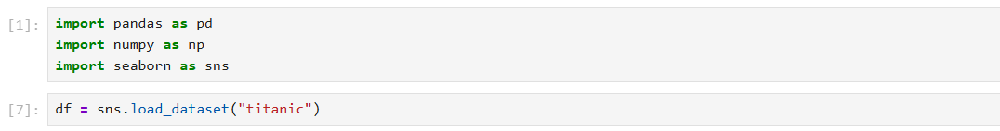 [1]: import pandas as pd
import numpy as np
import seaborn as sns
[7]: df = sns.load_dataset("titanic")